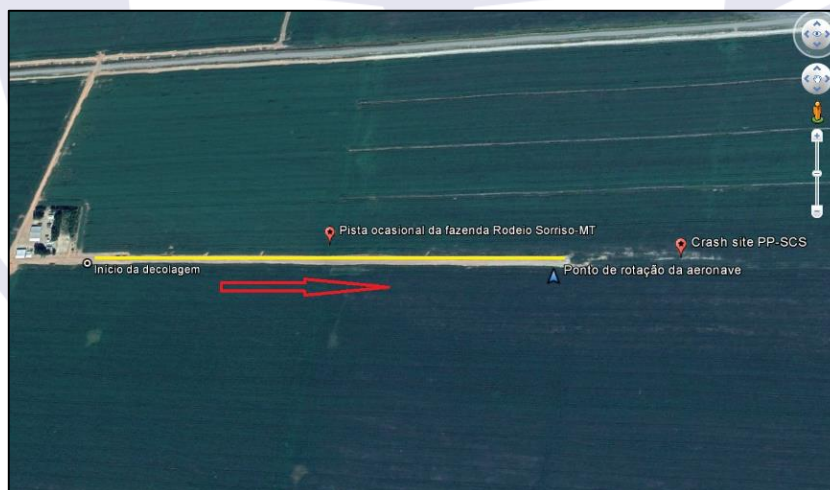 Pista ocasional da fazenda Rodeio Sorriso-MT
Crash site PP-SCS
Início da decolagem
Ponto de rotação da aeronave